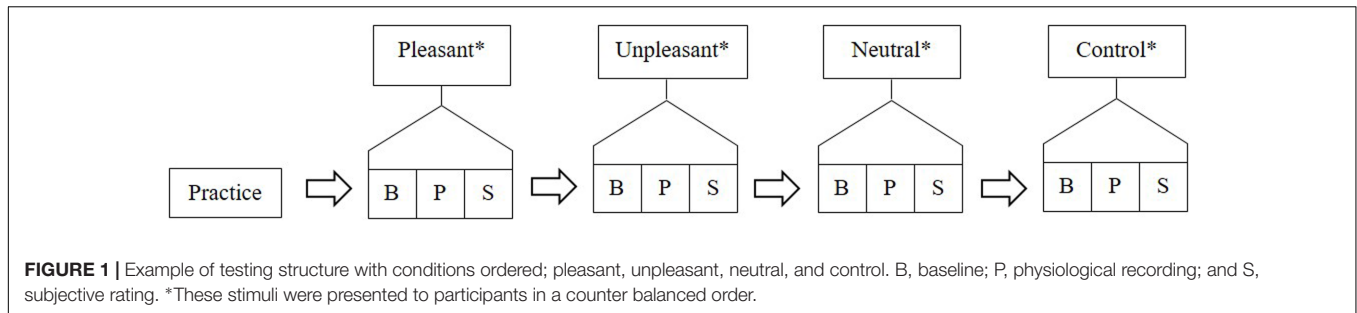 Pleasant* Unpleasant* Neutral* Control*
Practice B P S B P S B P S B P S
FIGURE 1 | Example of testing structure with conditions ordered; pleasant, unpleasant, neutral, and control. B, baseline; P, physiological recording; and S,
subjective rating. *These stimuli were presented to participants in a counter balanced order.